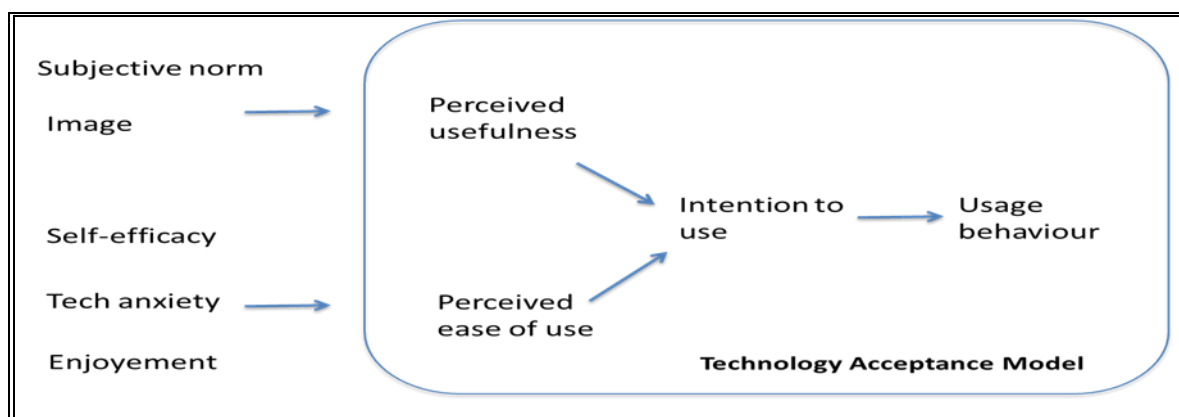 Subjective norm
Image
Perceived
usefulness
Self-efficacy
Intention to
use
Usage
behaviour
Tech anxiety
Perceived
ease of use
Enjoyement
Technology Acceptance Model